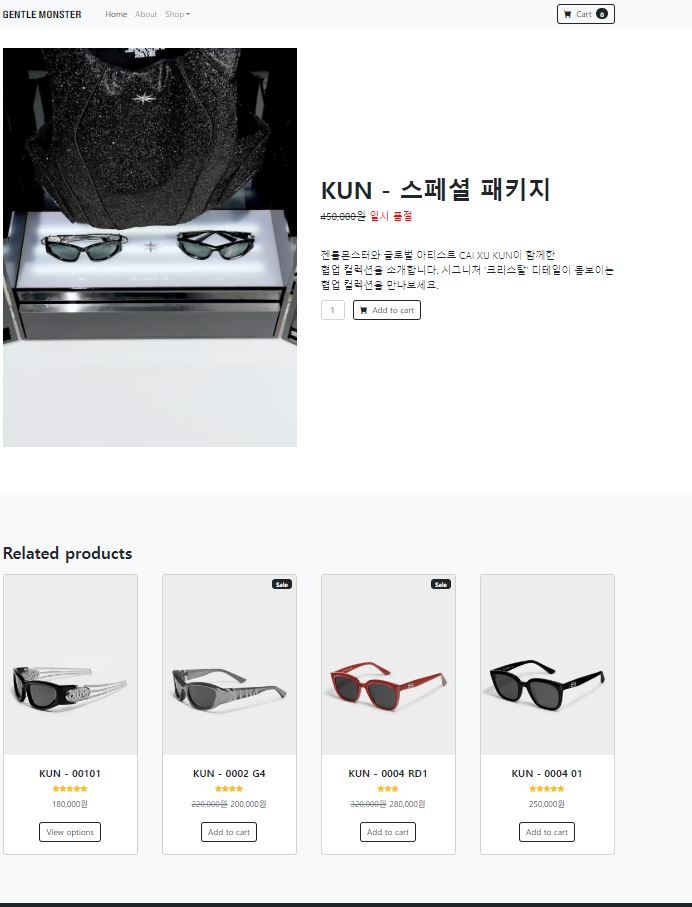 GENTLE MONSTER Home About Shop Cart 0
KUN - 스페셜 패키지
450,000원 일시 품절
젠틀몬스터와 글로벌 아티스트 CAI XU KUN이 함께한
협업 컬렉션을 소개합니다. 시그니처 '크리스탈' 디테일이 돋보이는
협업 컬렉션을 만나보세요.
1 Add to cart
Related products
Sale
Sale
KUN - 00101
180,000원
View options
KUN - 0002 G4
220,000원 200,000원
Add to cart
KUN - 0004 RD1
320,000원 280,000원
Add to cart
KUN - 0004 01
250,000원
Add to cart